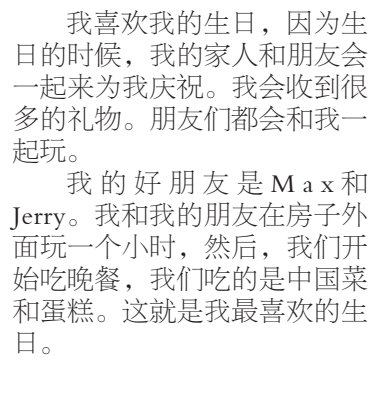 我喜欢我的生日，因为生
日的时候，我的家人和朋友会
一起来为我庆祝。我会收到很
多的礼物。朋友们都会和我一
起玩。
我的好朋友是Max和
Jerry。我和我的朋友在房子外
面玩一个小时，然后，我们开
始吃晚餐，我们吃的是中国菜
和蛋糕。这就是我最喜欢的生
日。